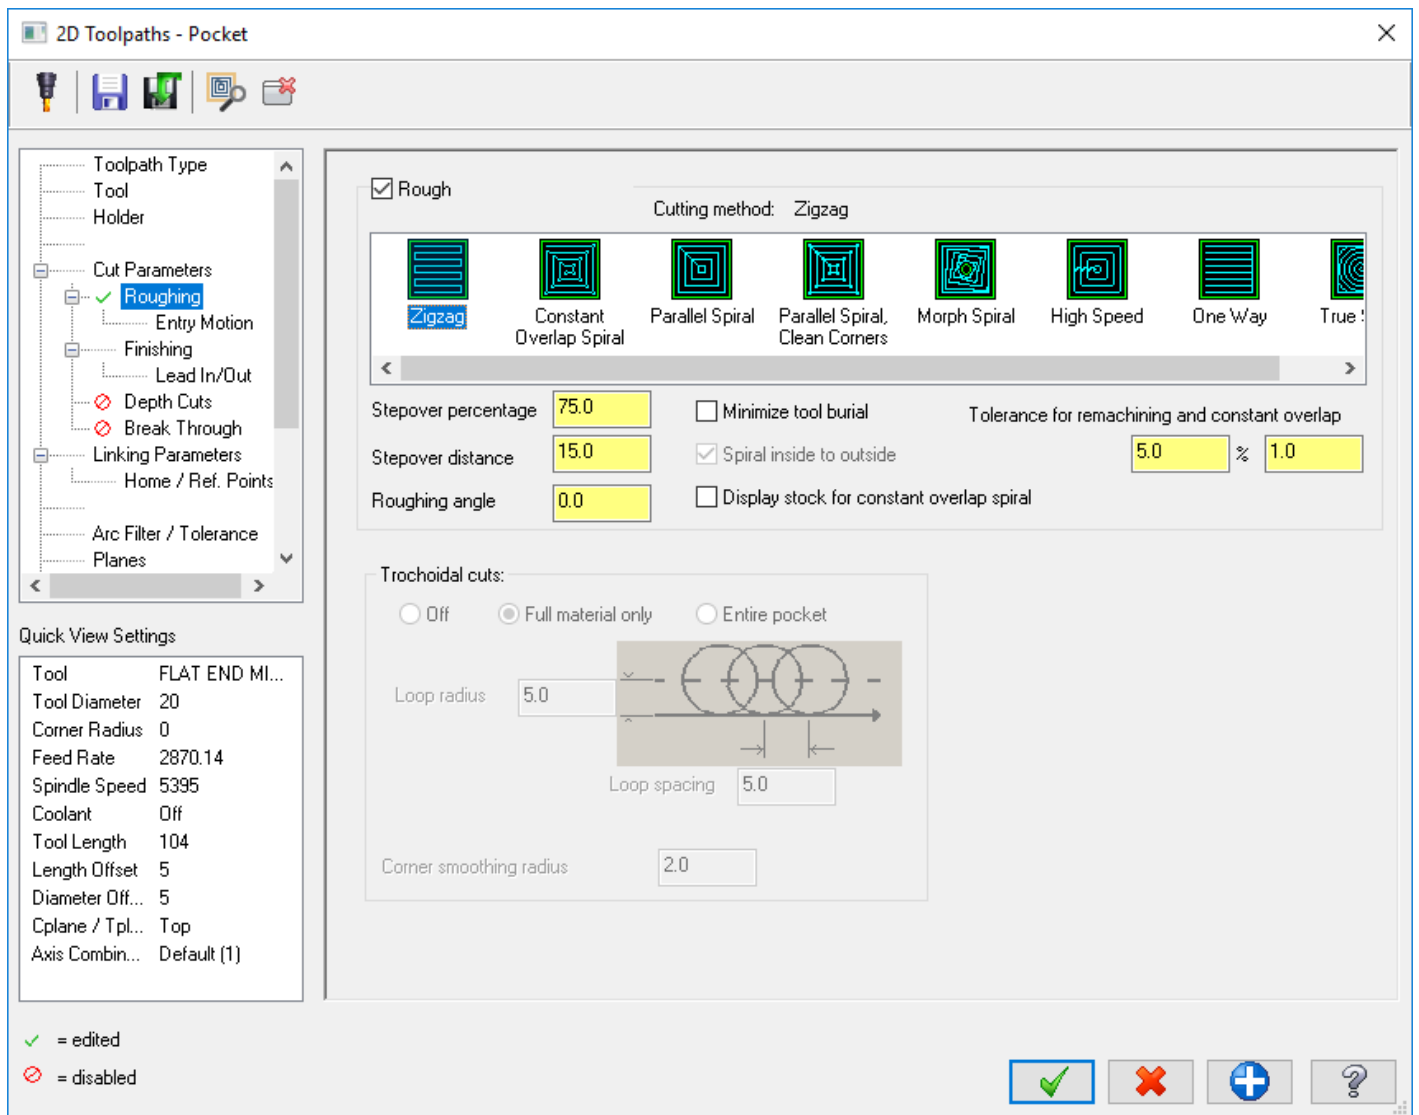 2D Toolpaths - Pocket
Toolpath Type
Tool
Holder
Cut Parameters
Roughing
Entry Motion
Finishing
Lead In/Out
Depth Cuts
Break Through
Linking Parameters
Home / Ref. Points
Arc Filter / Tolerance
Planes
Quick View Settings
Tool FLAT END MI...
Tool Diameter 20
Corner Radius 0
Feed Rate 2870.14
Spindle Speed 5395
Coolant Off
Tool Length 104
Length Offset 5
Diameter Off... 5
Cplane / Tpl... Top
Axis Combin... Default (1)
= edited
= disabled
Rough
Cutting method: Zigzag
Zigzag
Constant
Overlap Spiral
Parallel Spiral
Parallel Spiral,
Clean Corners
Morph Spiral
High Speed
One Way
True
Stepover percentage 75.0
Stepover distance 15.0
Roughing angle 0.0
Minimize tool burial
Spiral inside to outside
Display stock for constant overlap spiral
Tolerance for remachining and constant overlap
5.0 % 1.0
Trochoidal cuts:
Off Full material only Entire pocket
Loop radius 5.0
Loop spacing 5.0
Corner smoothing radius 2.0